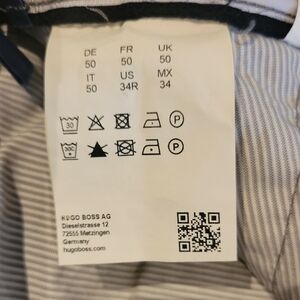 DE FR UK
50 50 50
IT US MX
50 34R 34
30 P
P
HUGO BOSS AG
Dieselstrasse 12
72555 Metzingen
Germany
hugoboss.com